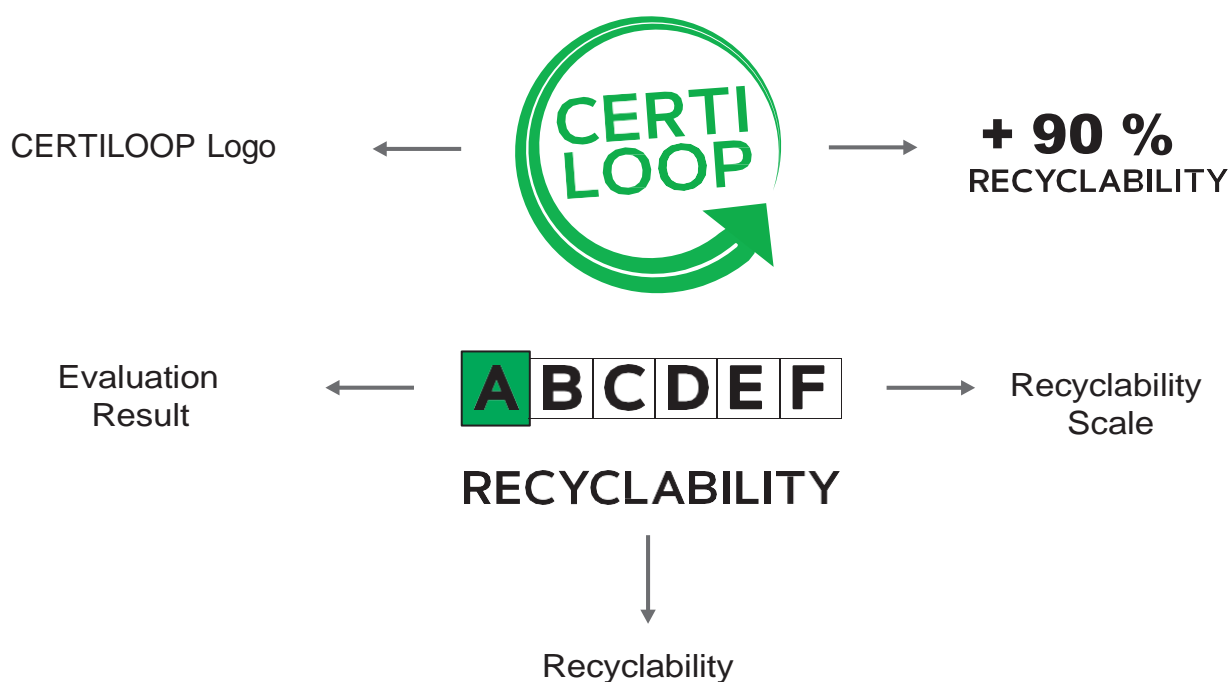 CERTILOOP Logo
CERTI
LOOP
+ 90 %
RECYCLABILITY
Evaluation
Result
A B C D E F
Recyclability
Scale
RECYCLABILITY
Recyclability